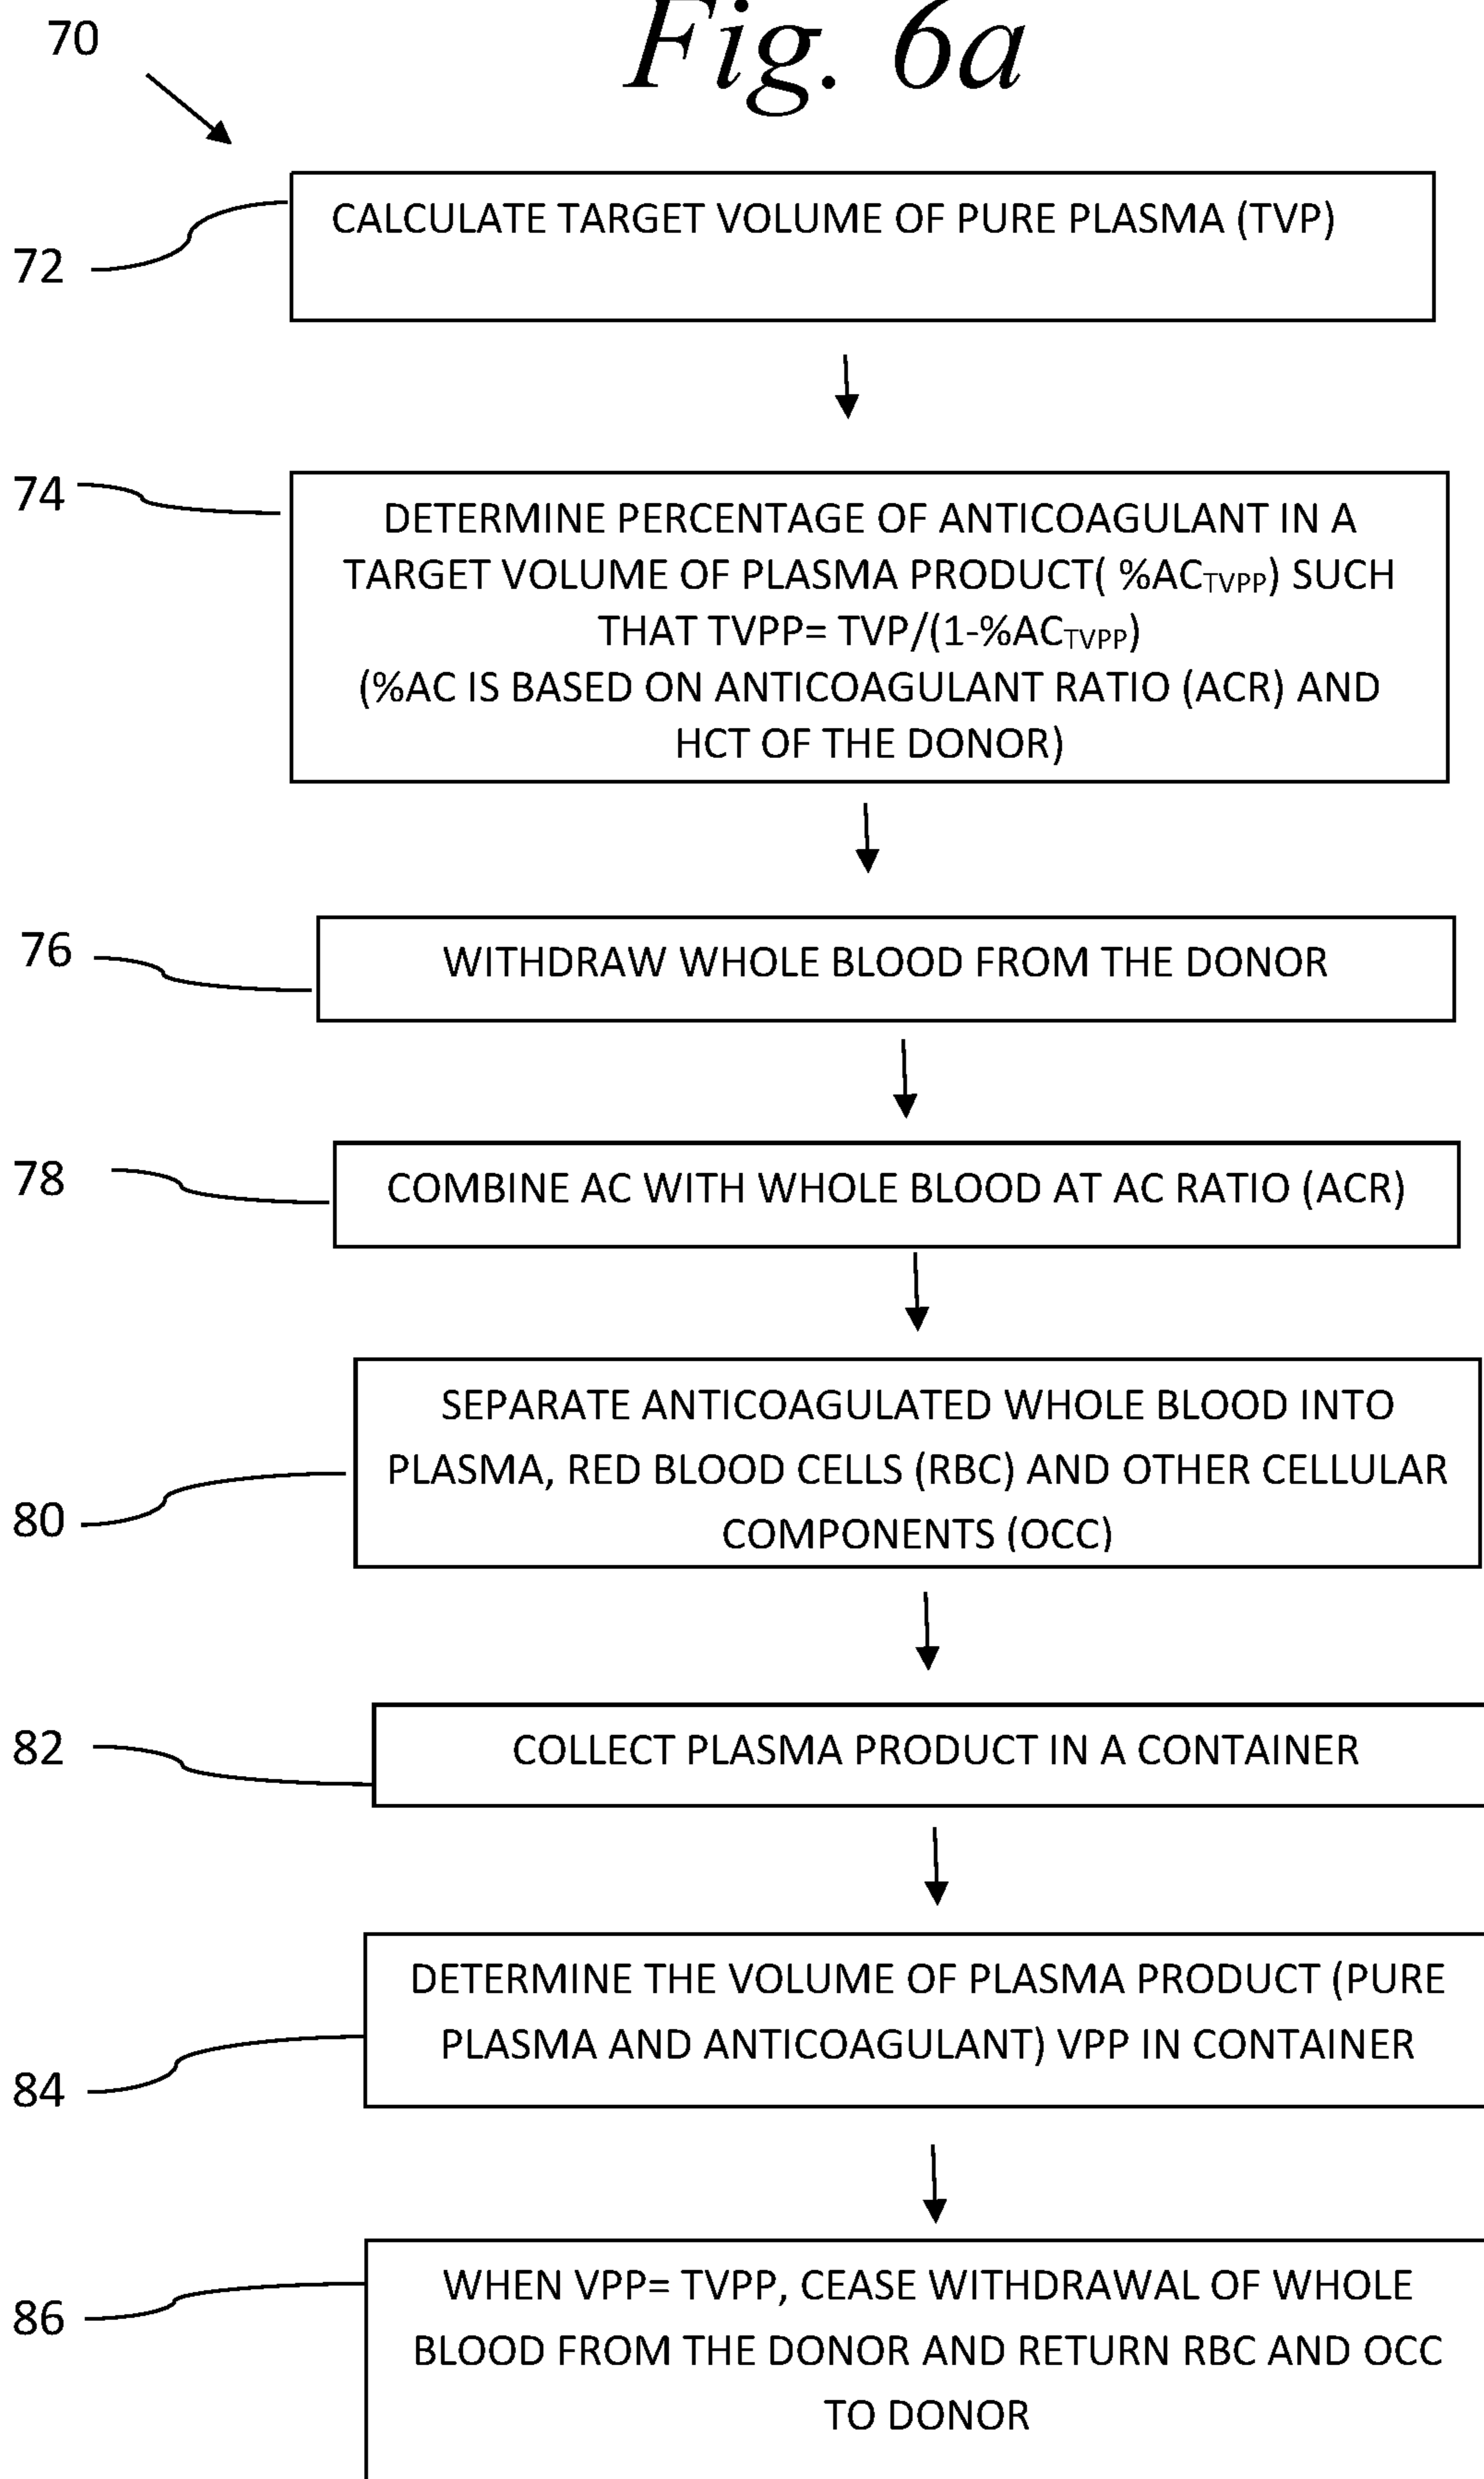 70
Fig. 6a
72
CALCULATE TARGET VOLUME OF PURE PLASMA (TVP)
74
DETERMINE PERCENTAGE OF ANTICOAGULANT IN A
TARGET VOLUME OF PLASMA PRODUCT( %ACTVPP) SUCH
THAT TVPP= TVP/(1-%ACTVPP)
(%AC IS BASED ON ANTICOAGULANT RATIO (ACR) AND
HCT OF THE DONOR)
76
WITHDRAW WHOLE BLOOD FROM THE DONOR
78
COMBINE AC WITH WHOLE BLOOD AT AC RATIO (ACR)
80
SEPARATE ANTICOAGULATED WHOLE BLOOD INTO
PLASMA, RED BLOOD CELLS (RBC) AND OTHER CELLULAR
COMPONENTS (OCC)
82
COLLECT PLASMA PRODUCT IN A CONTAINER
84
DETERMINE THE VOLUME OF PLASMA PRODUCT (PURE
PLASMA AND ANTICOAGULANT) VPP IN CONTAINER
86
WHEN VPP= TVPP, CEASE WITHDRAWAL OF WHOLE
BLOOD FROM THE DONOR AND RETURN RBC AND OCC
TO DONOR